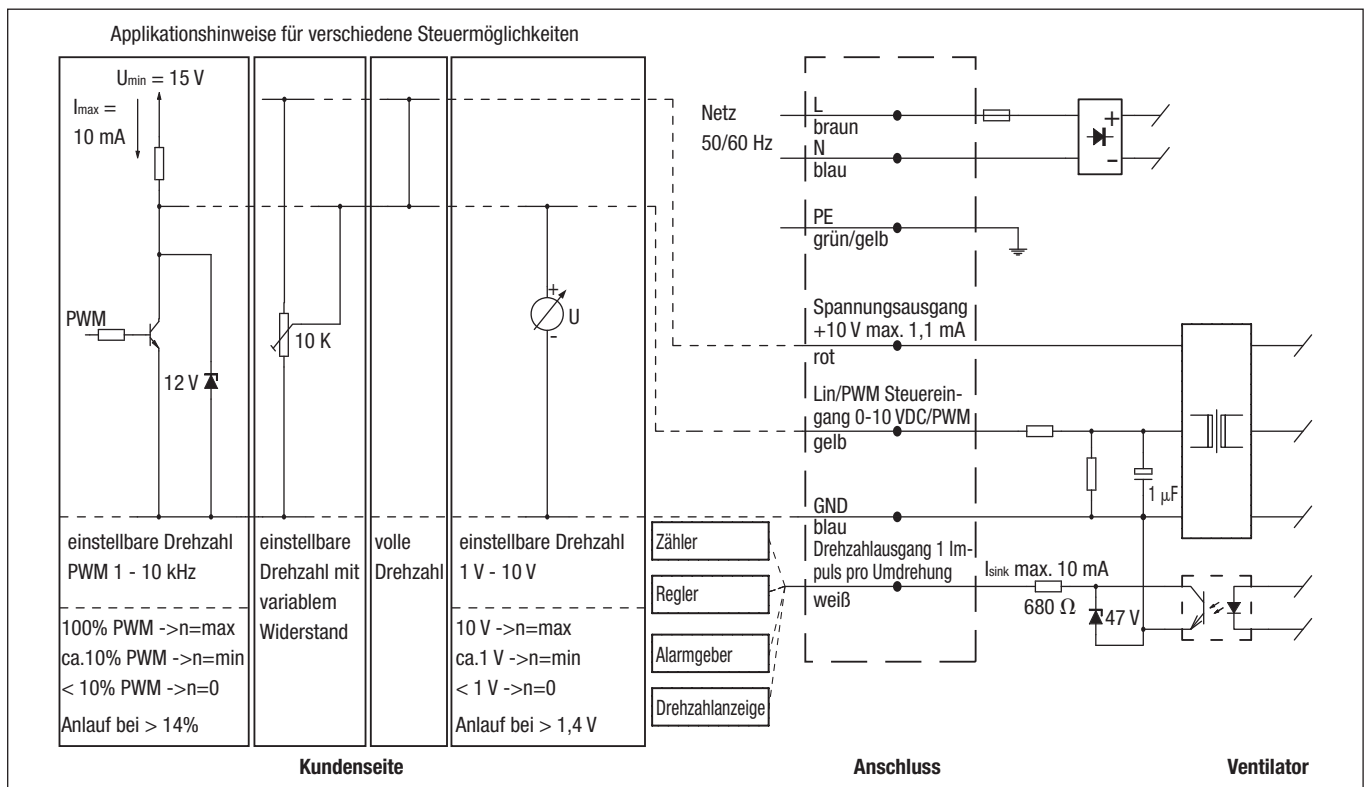 Applikationshinweise für verschiedene Steuermöglichkeiten
Umin = 15 V
Imax =
10 mA
PWM
12 V
10 K
+
U
-
einstellbare Drehzahl
PWM 1 - 10 kHz
100% PWM ->n=max
ca.10% PWM ->n=min
< 10% PWM ->n=0
Anlauf bei > 14%
einstellbare
Drehzahl mit
variablem
Widerstand
volle
Drehzahl
einstellbare Drehzahl
1 V - 10 V
10 V ->n=max
ca.1 V ->n=min
< 1 V ->n=0
Anlauf bei > 1,4 V
Zähler
Regler
Alarmgeber
Drehzahlanzeige
Netz
50/60 Hz
L
braun
N
blau
+
-
PE
grün/gelb
Spannungsausgang
+10 V max. 1,1 mA
rot
Lin/PWM Steuerein-
gang 0-10 VDC/PWM
gelb
1 µF
GND
blau
Drehzahlausgang 1 Im-
puls pro Umdrehung
weiß
Isink max. 10 mA
680 Ω
47 V
Kundenseite
Anschluss
Ventilator